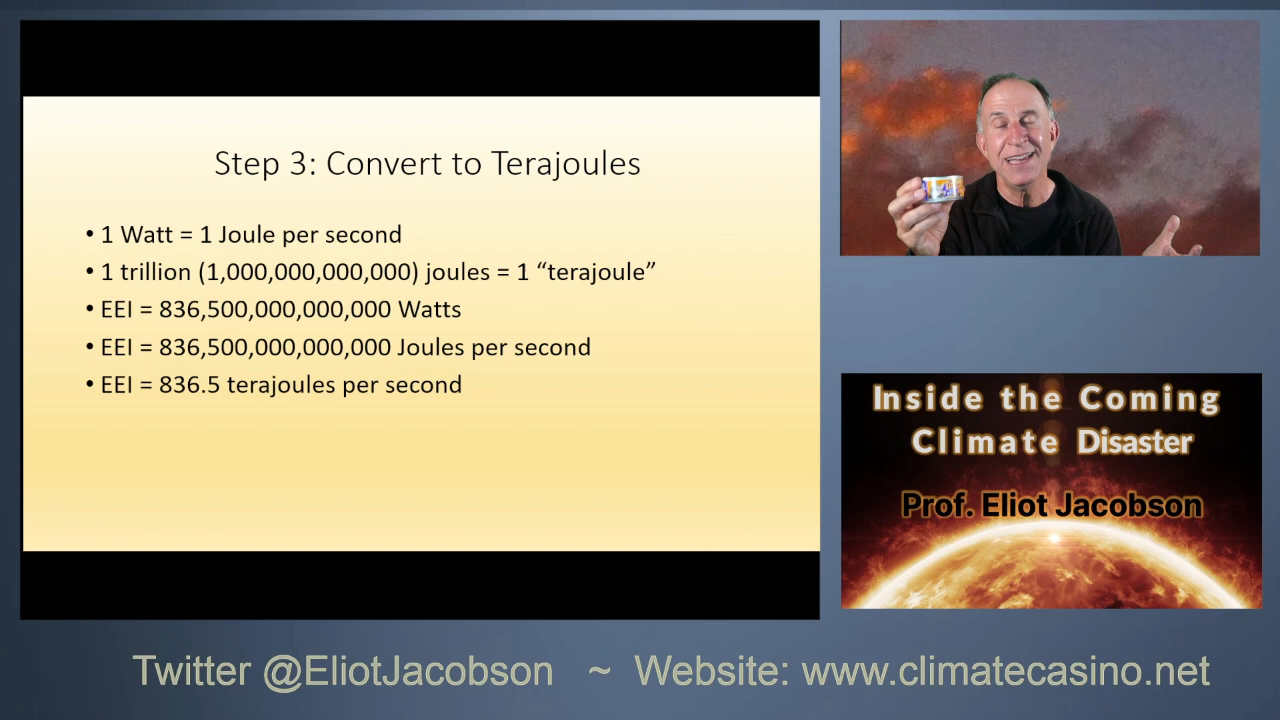 Step 3: Convert to Terajoules
• 1 Watt = 1 Joule per second
• 1 trillion (1,000,000,000,000) joules = 1 “terajoule”
• EEI = 836,500,000,000,000 Watts
• EEI = 836,500,000,000,000 Joules per second
• EEI = 836.5 terajoules per second
Inside the Coming
Climate Disaster
Prof. Eliot Jacobson
Twitter @EliotJacobson ~ Website: www.climatecasino.net